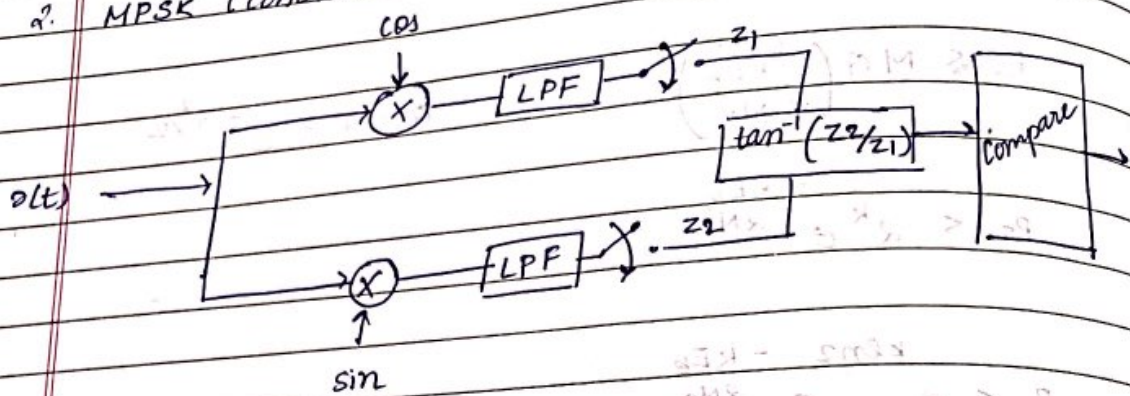 2. MPSK
cos
X
LPF
Z1
tan⁻¹(Z2/Z1)
compare
(t)
X
LPF
Z2
sin